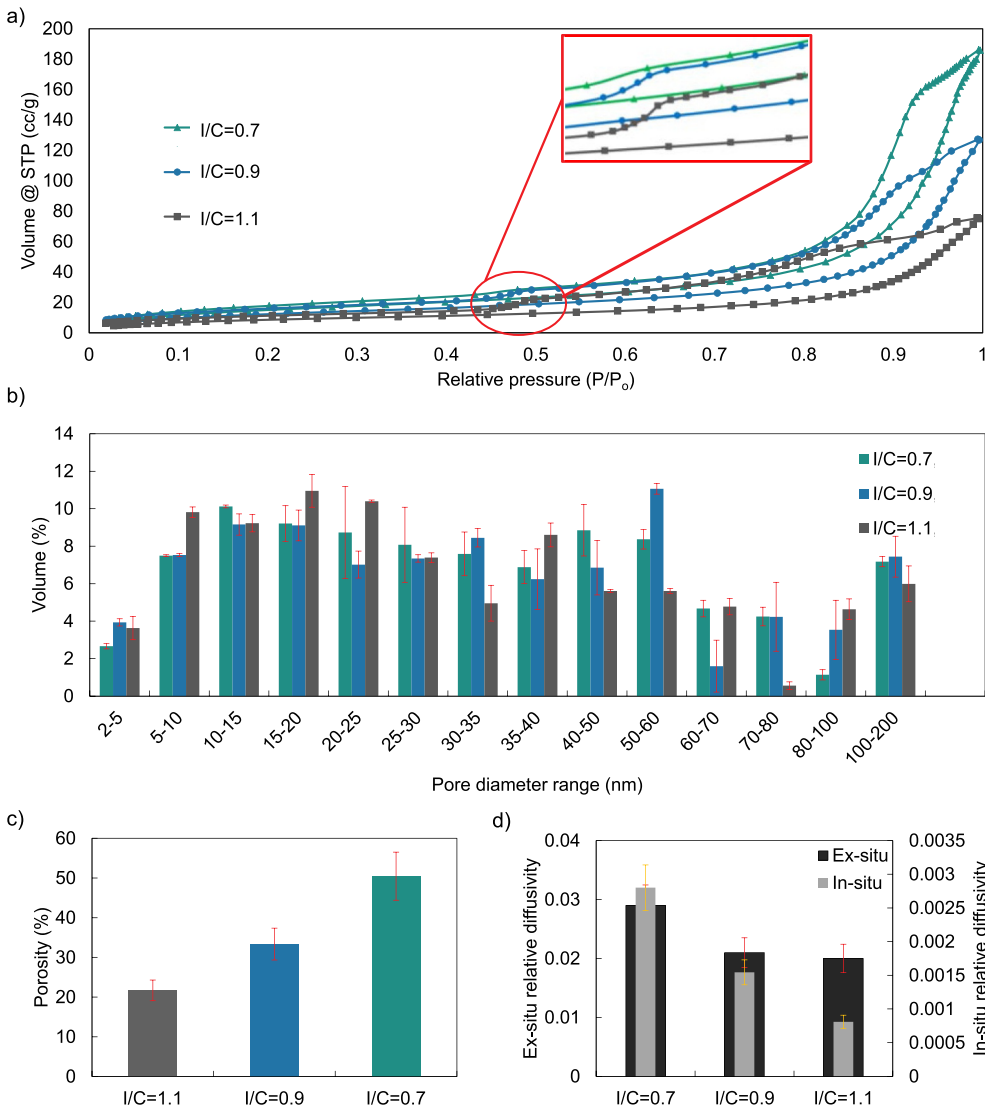 a)
200
180
160
140
120
100
80
60
40
20
0
Volume @ STP (cc/g)
I/C=0.7
I/C=0.9
I/C=1.1
0 0.1 0.2 0.3 0.4 0.5 0.6 0.7 0.8 0.9 1
Relative pressure (P/Po)
b)
14
12
10
8
6
4
2
0
Volume (%)
I/C=0.7
I/C=0.9
I/C=1.1
2-5 5-10 10-15 15-20 20-25 25-30 30-35 35-40 40-50 50-60 60-70 70-80 80-100 100-200
Pore diameter range (nm)
c)
60
50
40
30
20
10
0
Porosity (%)
I/C=1.1 I/C=0.9 I/C=0.7
d)
0.04
0.03
0.02
0.01
0
Ex-situ relative diffusivity
Ex-situ
In-situ
0.0035
0.003
0.0025
0.002
0.0015
0.001
0.0005
0
In-situ relative diffusivity
I/C=0.7 I/C=0.9 I/C=1.1